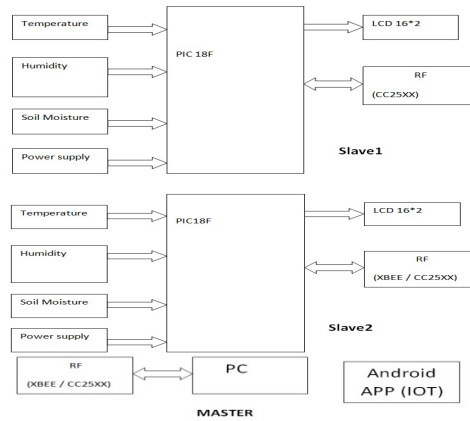 Temperature
Humidity
Soil Moisture
Power supply
PIC 18F
LCD 16*2
RF
(CC25XX)
Slave1
Temperature
Humidity
Soil Moisture
Power supply
PIC18F
LCD 16*2
RF
(XBEE / CC25XX)
Slave2
RF
(XBEE / CC25XX)
PC
MASTER
Android
APP (IOT)